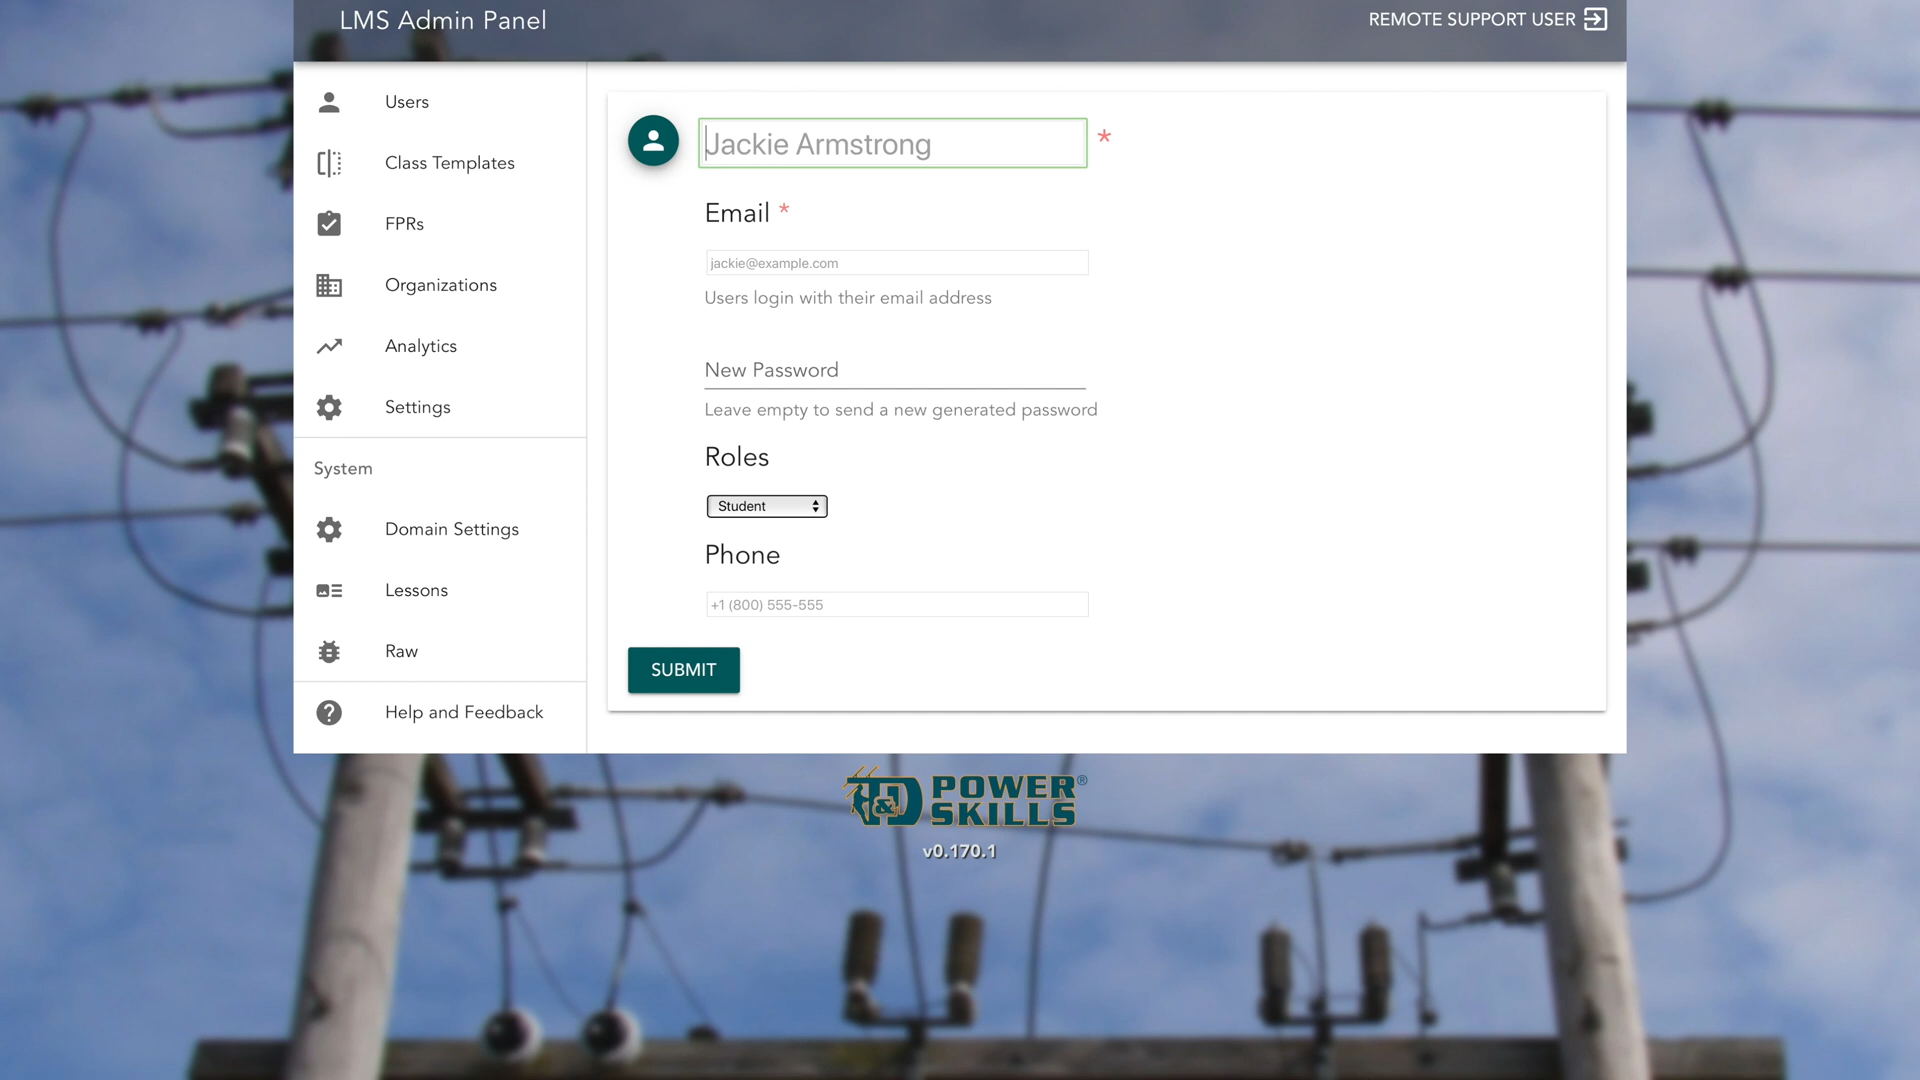 LMS Admin Panel
REMOTE SUPPORT USER
Users
Class Templates
FPRs
Organizations
Analytics
Settings
System
Domain Settings
Lessons
Raw
Help and Feedback
Jackie Armstrong *
Email *
jackie@example.com
Users login with their email address
New Password
Leave empty to send a new generated password
Roles
Student
Phone
+1 (800) 555-555
SUBMIT
T&D POWER SKILLS®
v0.170.1